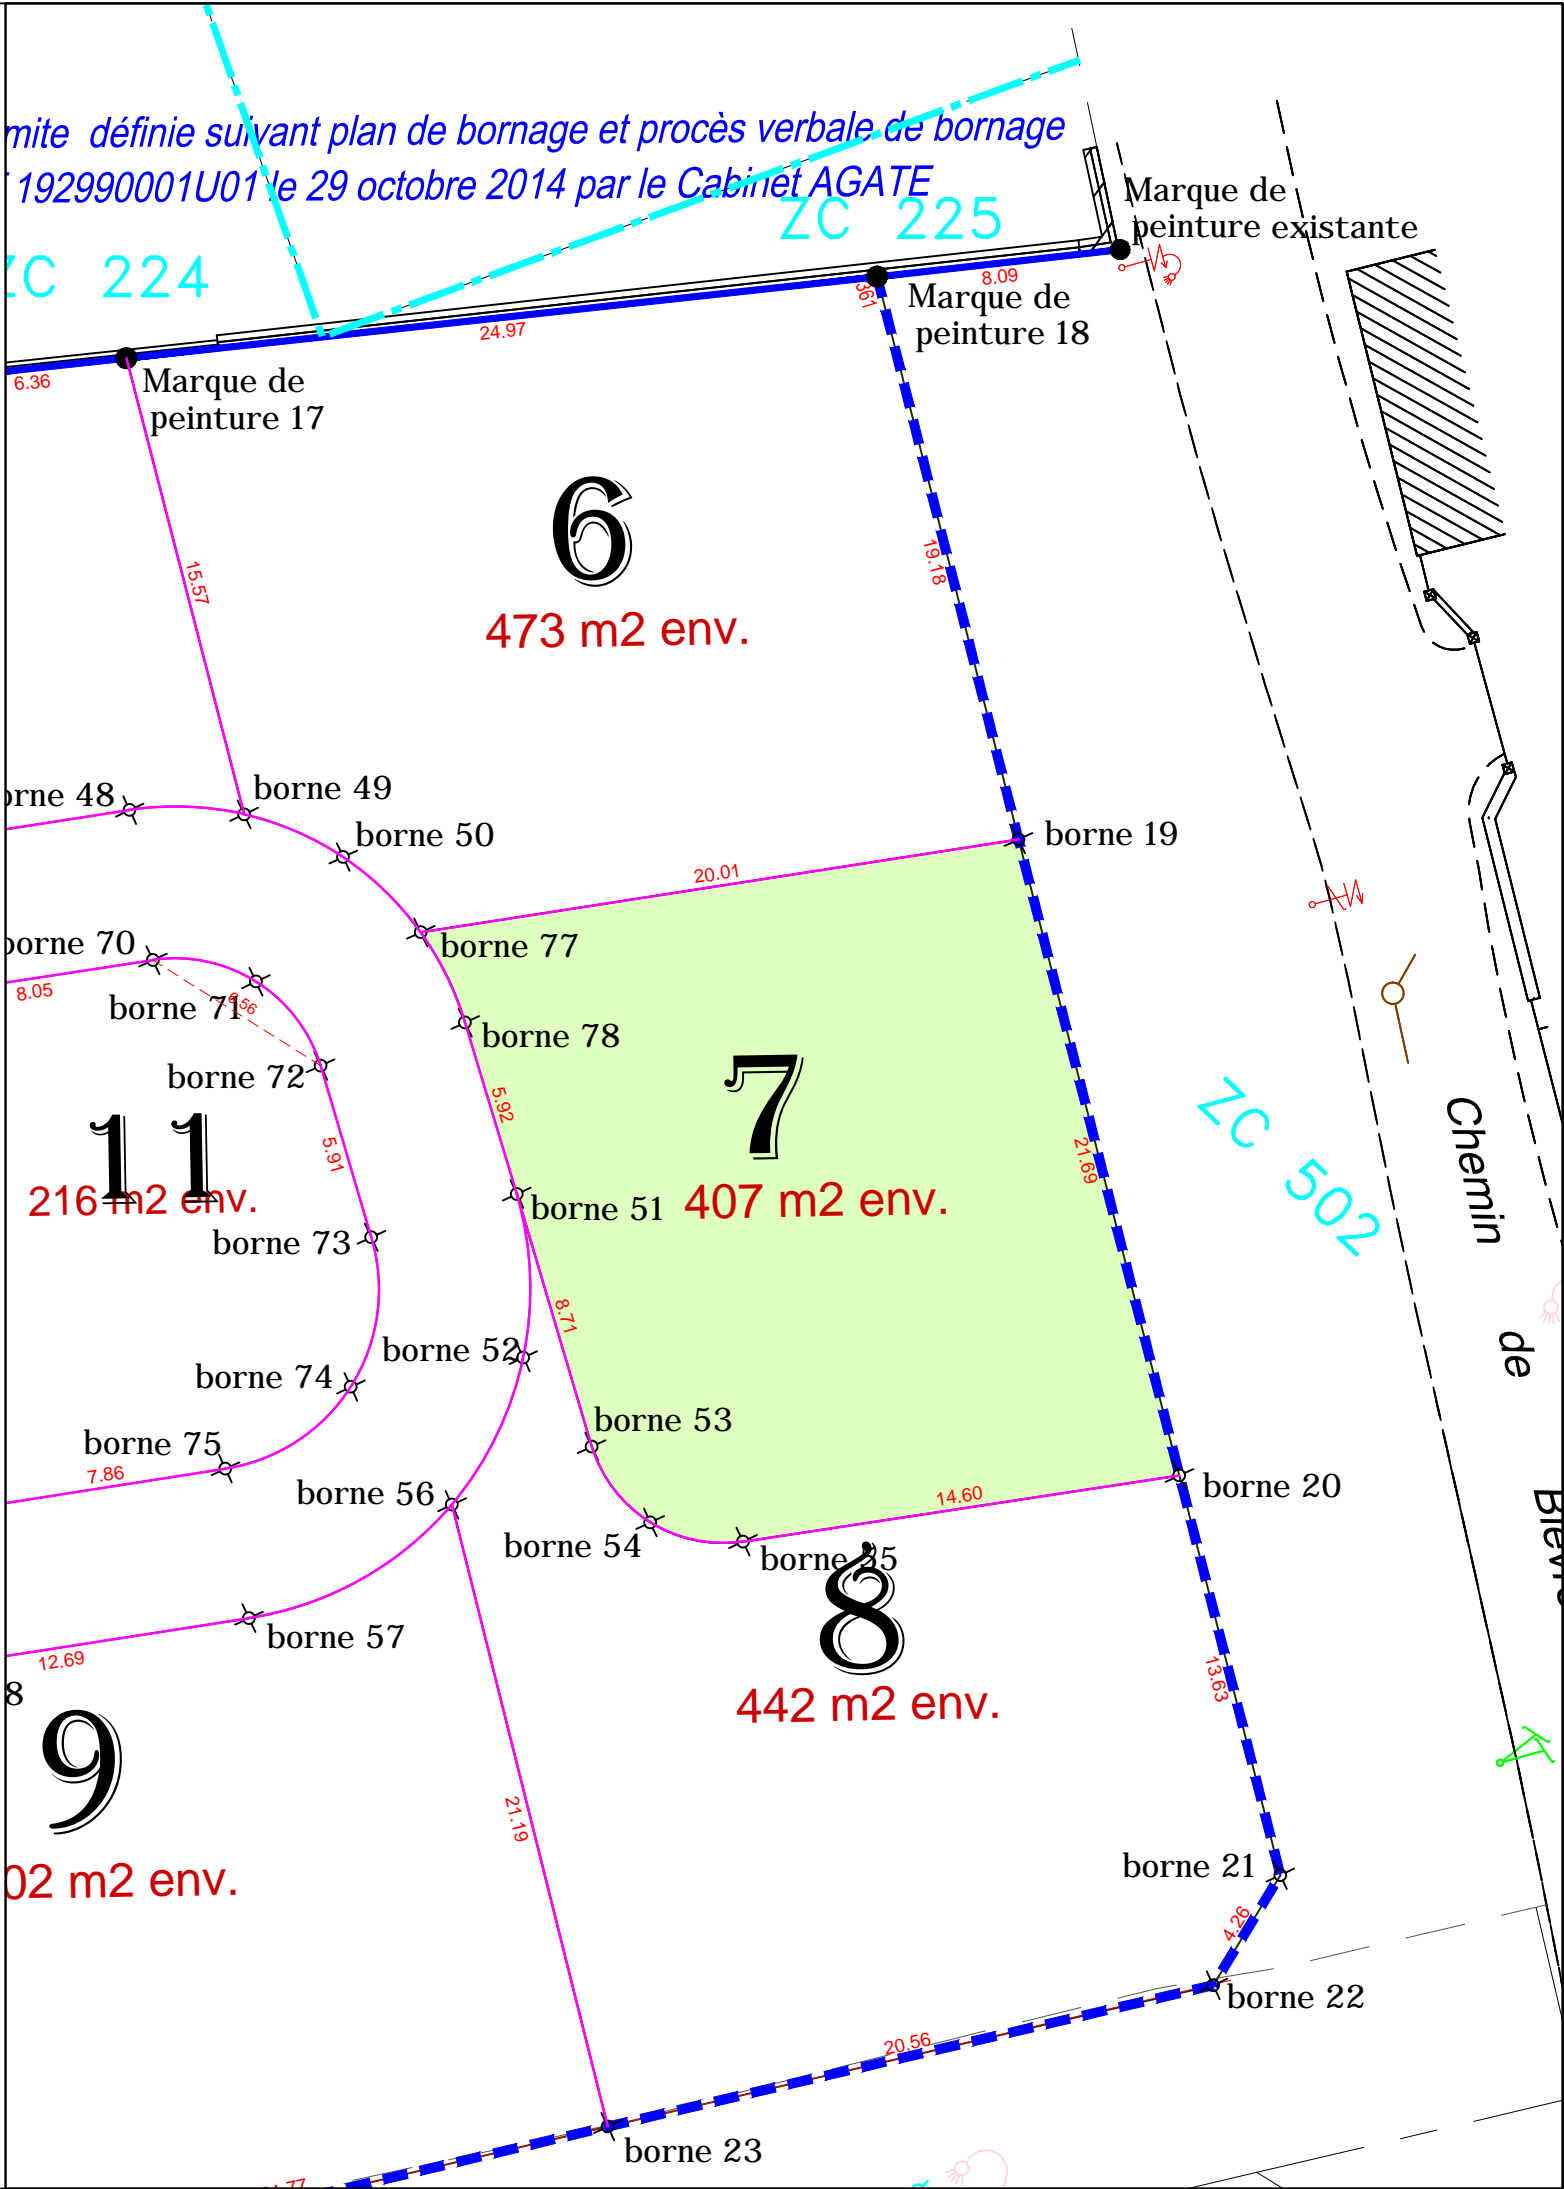 mite définie suivant plan de bornage et procès verbale de bornage
192990001U01 le 29 octobre 2014 par le Cabinet AGATE
ZC 225
ZC 224
Marque de
peinture existante
8.09
361
Marque de
peinture 18
24.97
6.36
Marque de
peinture 17
15.57
6
473 m2 env.
19.18
orne 48
borne 49
borne 50
borne 19
20.01
borne 77
borne 70
8.05
borne 71
6.56
borne 78
borne 72
5.92
7
407 m2 env.
21.69
ZC 502
Chemin
de
11
216 m2 env.
5.91
borne 73
borne 51
8.71
borne 52
borne 74
borne 53
borne 75
7.86
borne 56
borne 54
borne 55
14.60
borne 20
8
442 m2 env.
13.63
borne 57
12.69
8
9
02 m2 env.
21.19
borne 21
4.26
borne 22
20.56
borne 23